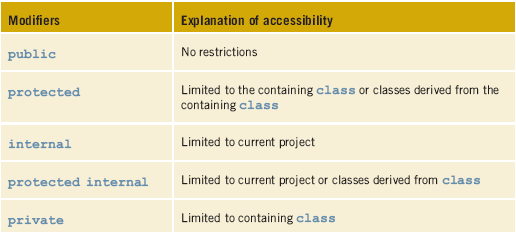 Modifiers Explanation of accessibility
public No restrictions
protected Limited to the containing class or classes derived from the
containing class
internal Limited to current project
protected internal Limited to current project or classes derived from class
private Limited to containing class